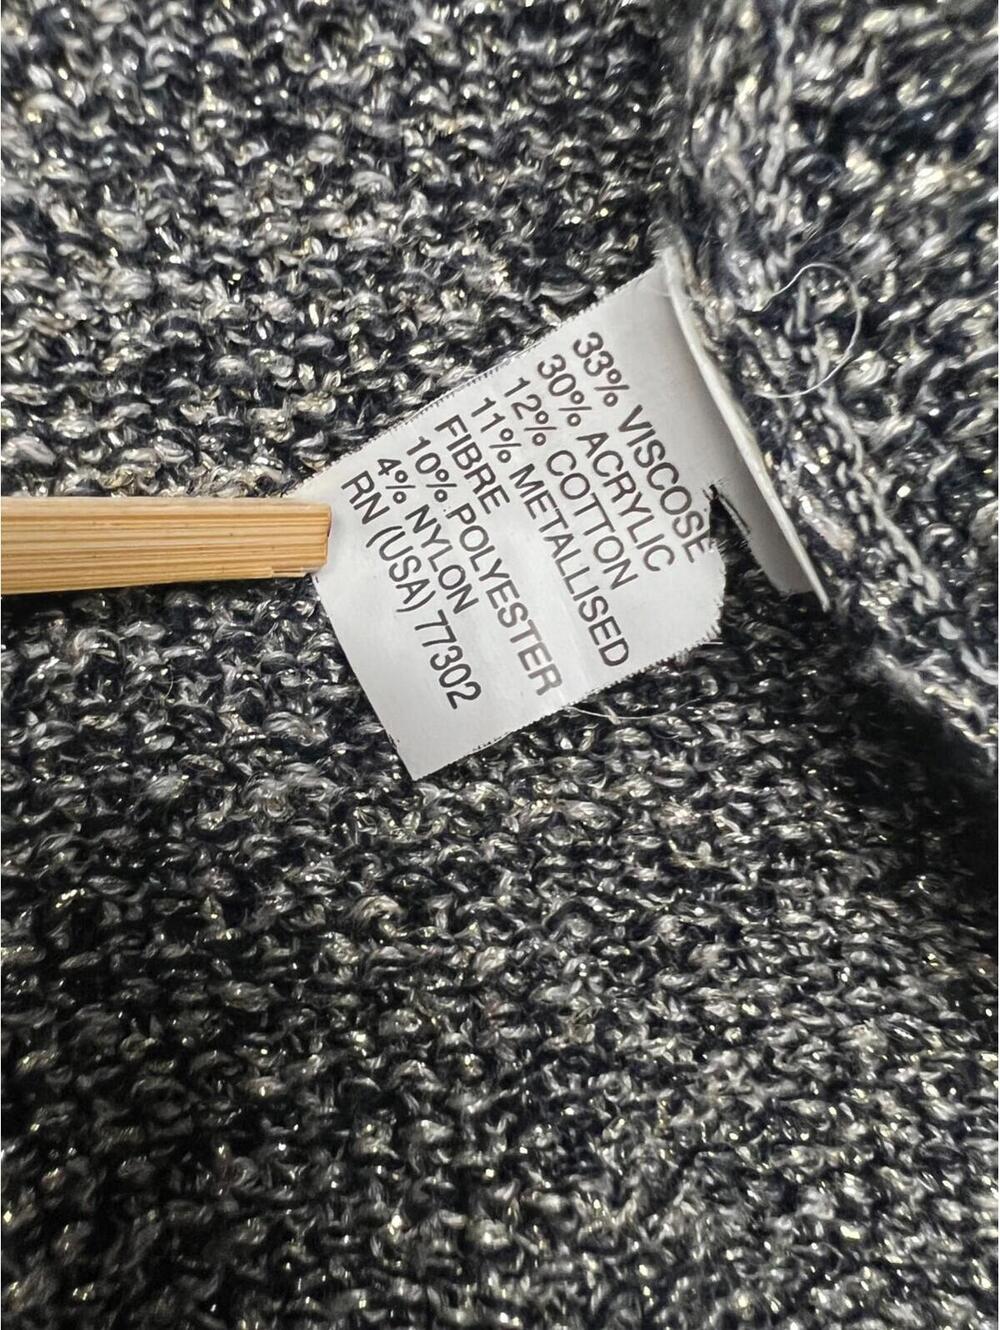 33% VISCOSE
30% ACRYLIC
12% COTTON
11% METALLISED
FIBRE
10% POLYESTER
4% NYLON
RN (USA) 77302